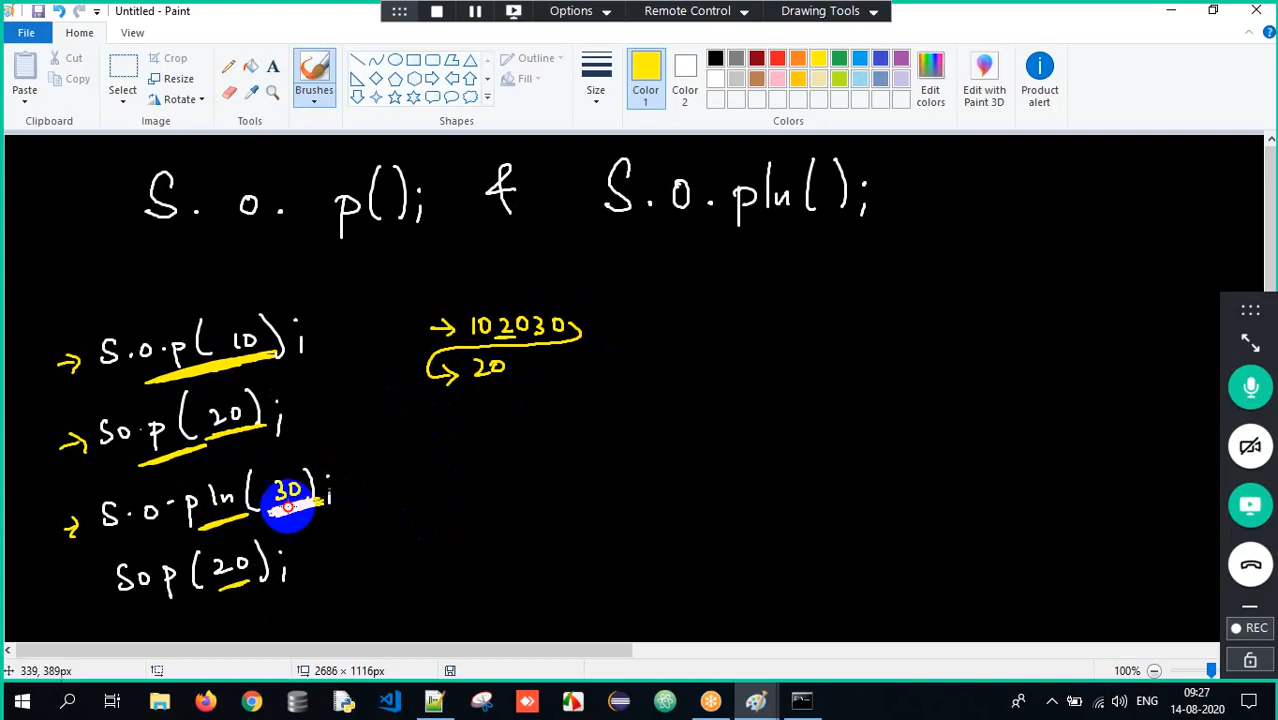 Untitled - Paint
Options
Remote Control
Drawing Tools
File
Home
View
Paste
Cut
Copy
Clipboard
Select
Crop
Resize
Rotate
Image
A
Tools
Brushes
Outline
Fill
Shapes
Size
Color 1
Color 2
Edit colors
Colors
Edit with Paint 3D
Product alert
S. o. p(); & S.o.pln();
→ S.o.p( 10 );
→ So.p ( 20 );
→ S.o-pln( 30 );
Sop ( 20 );
→ 102030
→ 20
REC
339, 389px
2686 × 1116px
100%
ENG
09:27
14-08-2020